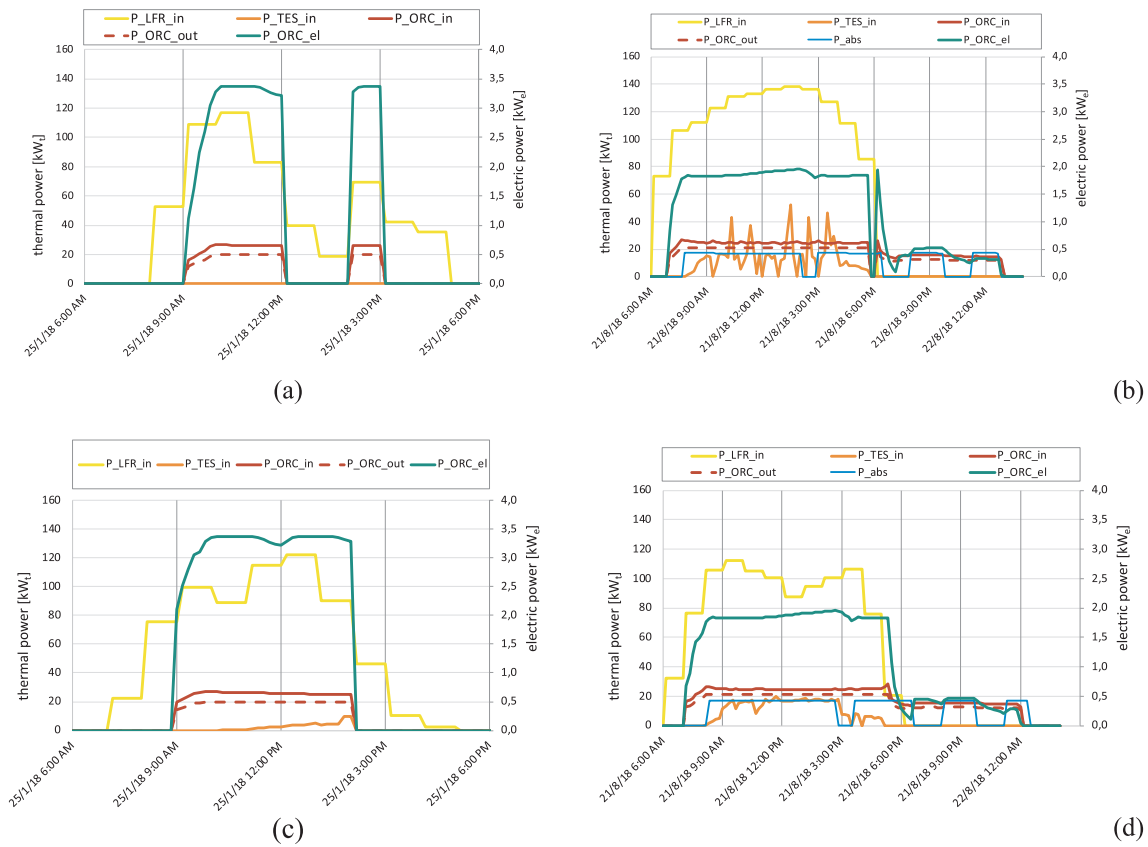 P_LFR_in P_TES_in P_ORC_in
P_ORC_out P_ORC_el
160
140
120
100
80
60
40
20
0
4,0
3,5
3,0
2,5
2,0
1,5
1,0
0,5
0,0
thermal power [kWt]
electric power [kWe]
25/1/18 6:00 AM
25/1/18 9:00 AM
25/1/18 12:00 PM
25/1/18 3:00 PM
25/1/18 6:00 PM
(a)
P_LFR_in P_TES_in P_ORC_in
P_ORC_out P_abs P_ORC_el
160
140
120
100
80
60
40
20
0
4,0
3,5
3,0
2,5
2,0
1,5
1,0
0,5
0,0
thermal power [kWt]
electric power [kWe]
21/8/18 6:00 AM
21/8/18 9:00 AM
21/8/18 12:00 PM
21/8/18 3:00 PM
21/8/18 6:00 PM
21/8/18 9:00 PM
22/8/18 12:00 AM
(b)
P_LFR_in P_TES_in P_ORC_in P_ORC_out P_ORC_el
160
140
120
100
80
60
40
20
0
4,0
3,5
3,0
2,5
2,0
1,5
1,0
0,5
0,0
thermal power [kWt]
electric power [kWe]
25/1/18 6:00 AM
25/1/18 9:00 AM
25/1/18 12:00 PM
25/1/18 3:00 PM
25/1/18 6:00 PM
(c)
P_LFR_in P_TES_in P_ORC_in
P_ORC_out P_abs P_ORC_el
160
140
120
100
80
60
40
20
0
4,0
3,5
3,0
2,5
2,0
1,5
1,0
0,5
0,0
thermal power [kWt]
electric power [kWe]
21/8/18 6:00 AM
21/8/18 9:00 AM
21/8/18 12:00 PM
21/8/18 3:00 PM
21/8/18 6:00 PM
21/8/18 9:00 PM
22/8/18 12:00 AM
(d)